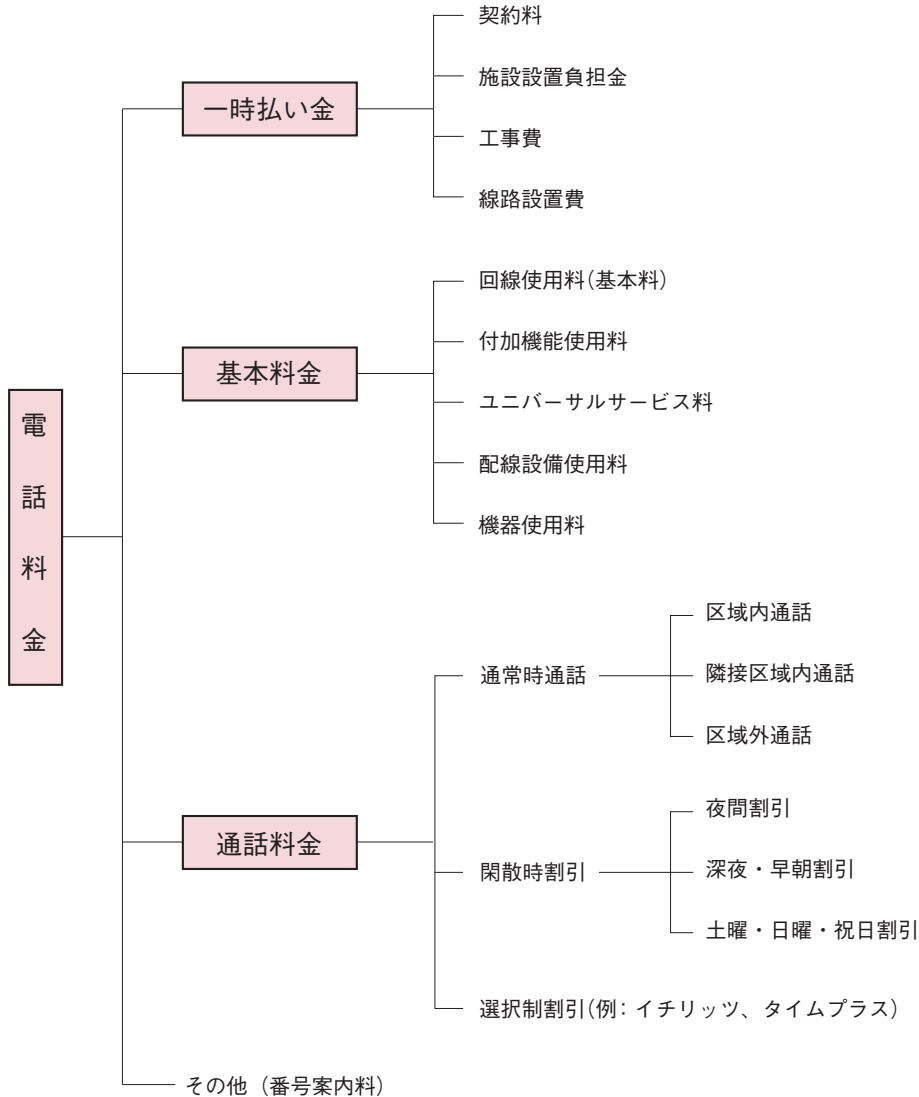 電話料金
一時払い金
契約料
施設設置負担金
工事費
線路設置費
基本料金
回線使用料(基本料)
付加機能使用料
ユニバーサルサービス料
配線設備使用料
機器使用料
通話料金
通常時通話
区域内通話
隣接区域内通話
区域外通話
閑散時割引
夜間割引
深夜・早朝割引
土曜・日曜・祝日割引
選択制割引(例：イチリッツ、タイムプラス)
その他（番号案内料）